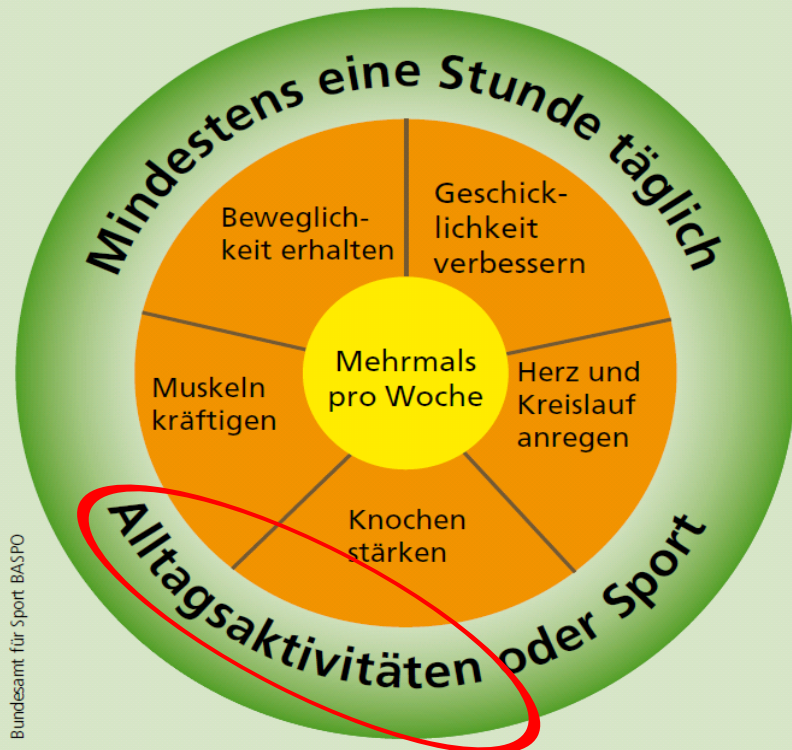 Mindestens eine Stunde täglich
Beweglich-
keit erhalten
Geschick-
lichkeit
verbessern
Mehrmals
pro Woche
Muskeln
kräftigen
Herz und
Kreislauf
anregen
Knochen
stärken
Alltagsaktivitäten oder Sport
Bundesamt für Sport BASPO